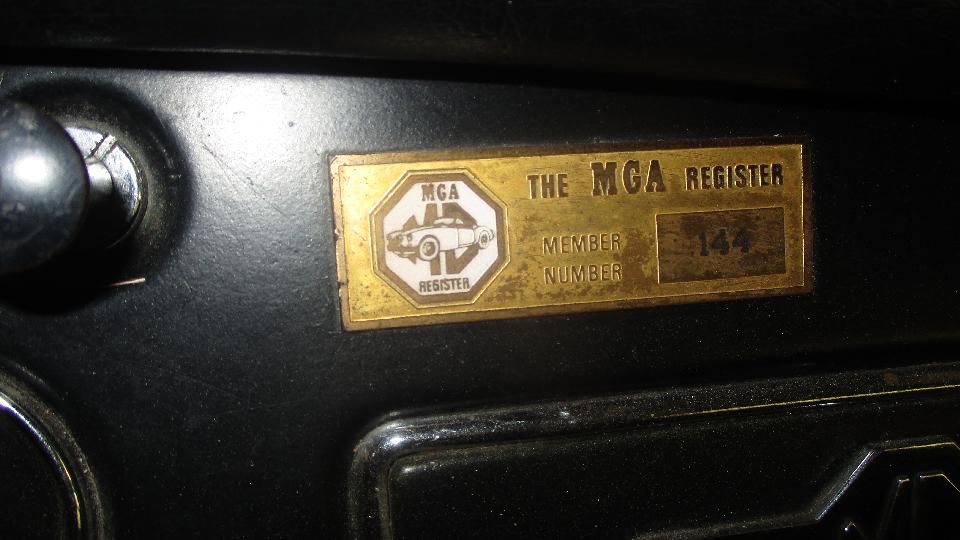 MGA
REGISTER
THE MGA REGISTER
MEMBER
NUMBER
144